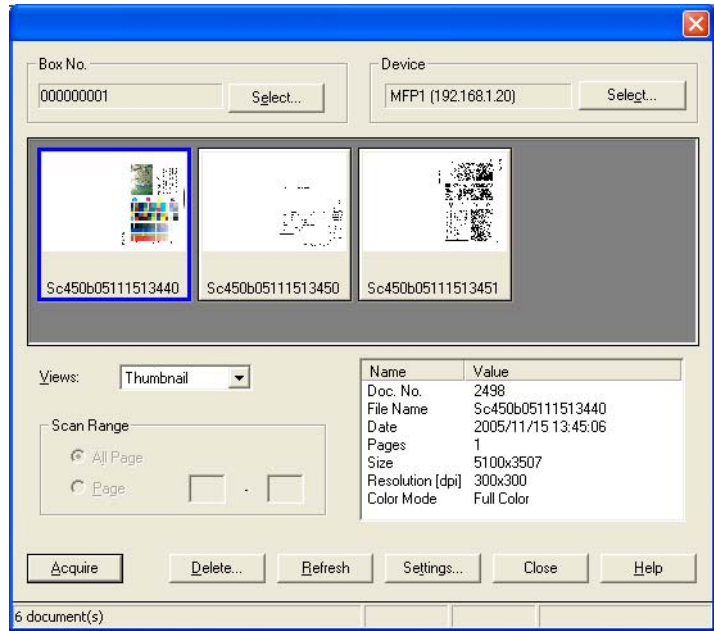 Box No.
000000001
Select...
Device
MFP1 (192.168.1.20)
Select...
Sc450b05111513440
Sc450b05111513450
Sc450b05111513451
Views:
Thumbnail
Scan Range
All Page
Page
-
Name Value
Doc. No. 2498
File Name Sc450b05111513440
Date 2005/11/15 13:45:06
Pages 1
Size 5100x3507
Resolution [dpi] 300x300
Color Mode Full Color
Acquire
Delete...
Refresh
Settings...
Close
Help
6 document(s)